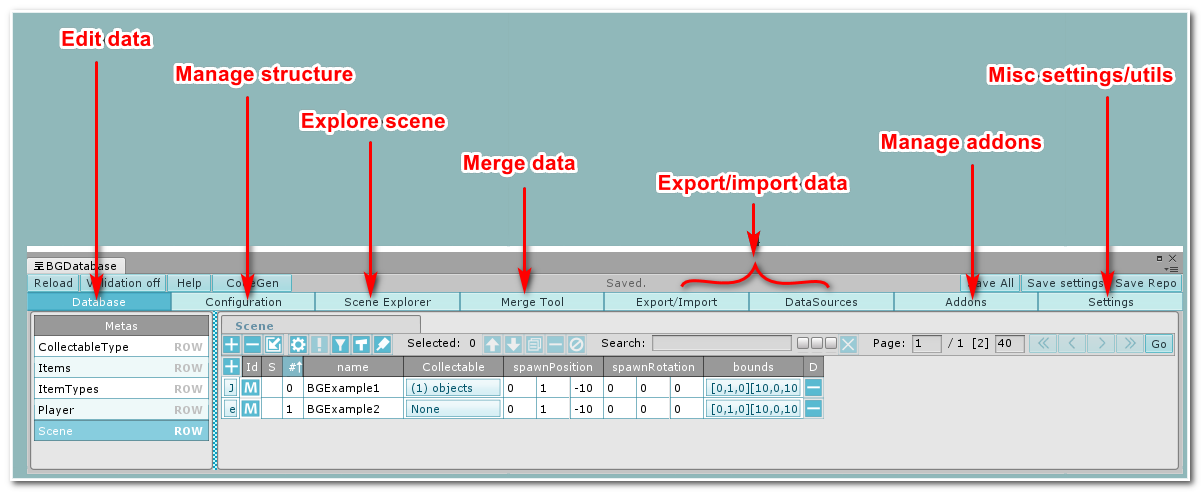 Edit data
Manage structure
Misc settings/utils
Explore scene
Manage addons
Merge data
Export/import data
BGDatabase
Reload Validation off Help CodeGen Saved. Save All Save settings Save Repo
Database Configuration Scene Explorer Merge Tool Export/Import DataSources Addons Settings
Metas
CollectableType ROW
Items ROW
ItemTypes ROW
Player ROW
Scene ROW
Scene
Selected: 0 Search: Page: 1 / 1 [2] 40 Go
Id S #↑ name Collectable spawnPosition spawnRotation bounds D
J M 0 BGExample1 (1) objects 0 1 -10 0 0 0 [0,1,0][10,0,10
e M 1 BGExample2 None 0 1 -10 0 0 0 [0,1,0][10,0,10